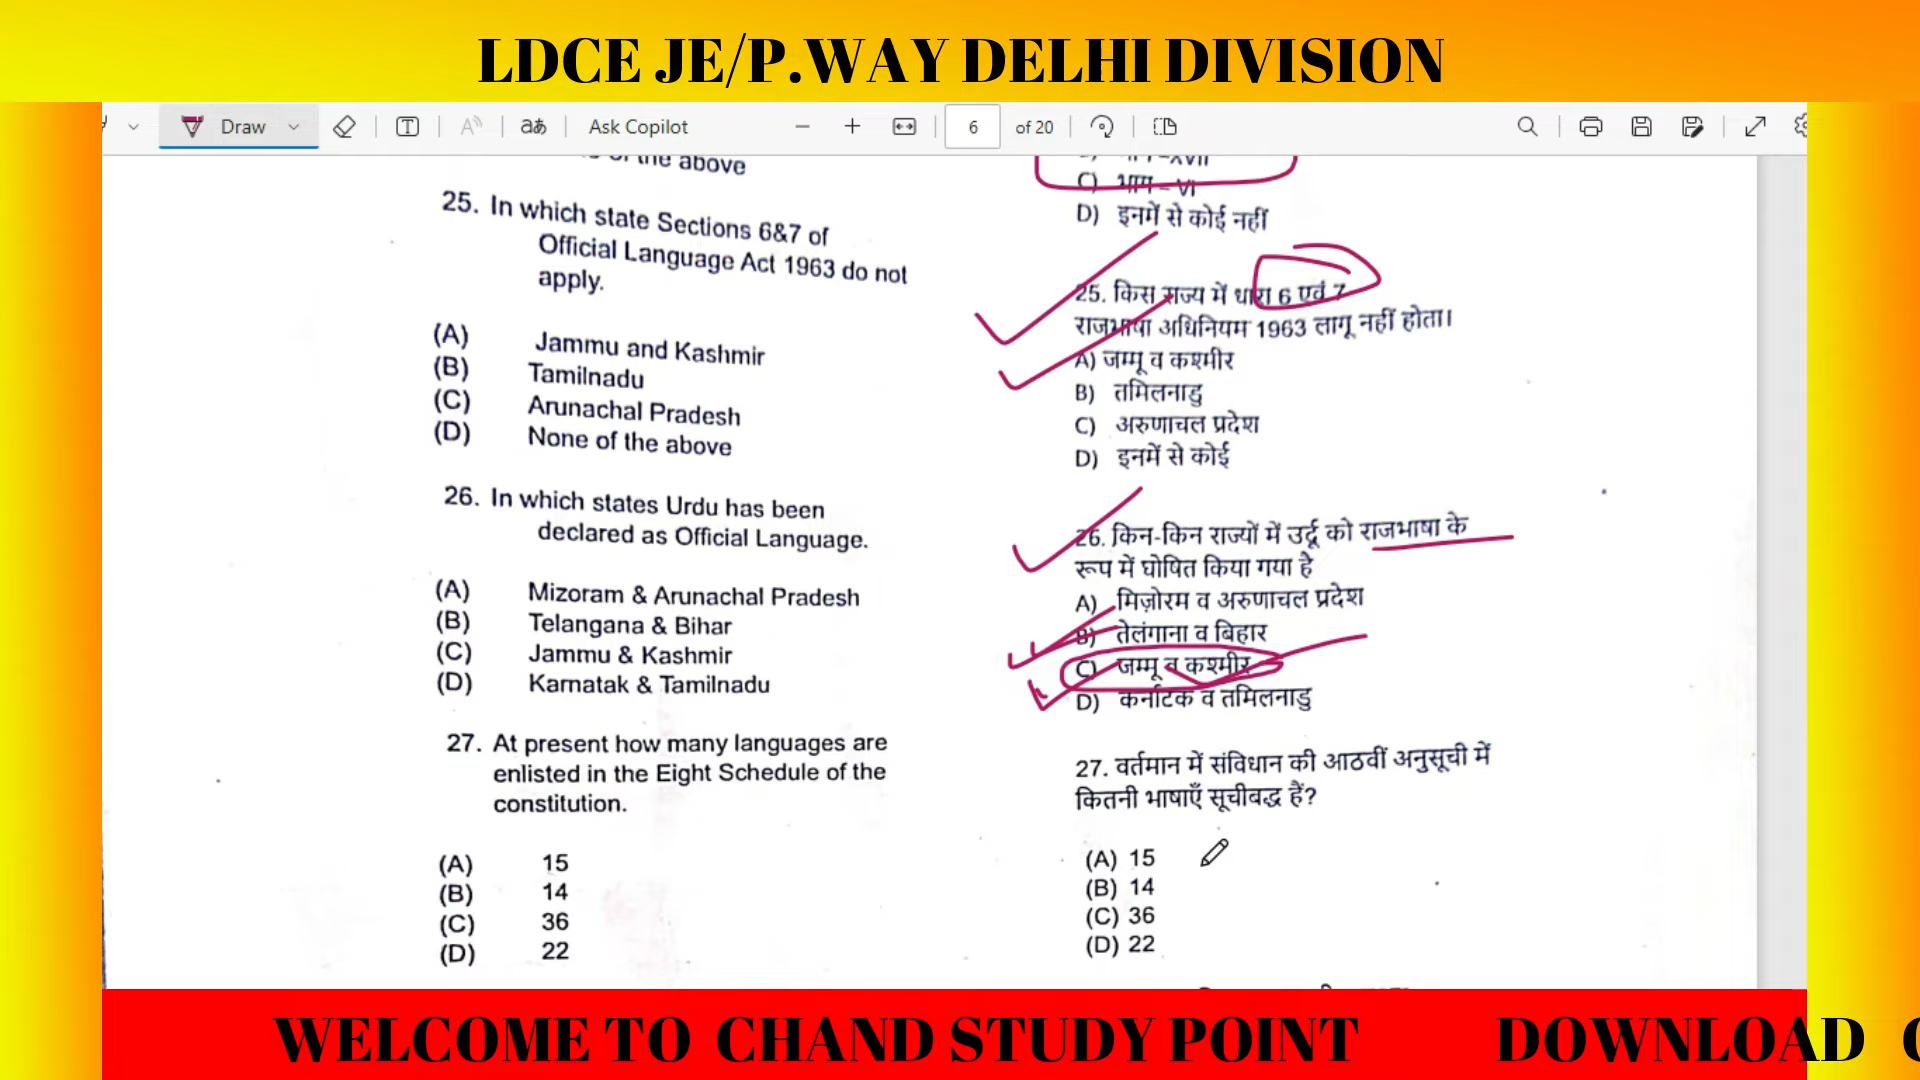 LDCE JE/P.WAY DELHI DIVISION
Draw
Ask Copilot
6 of 20
of the above
25. In which state Sections 6&7 of
Official Language Act 1963 do not
apply.
(A) Jammu and Kashmir
(B) Tamilnadu
(C) Arunachal Pradesh
(D) None of the above
26. In which states Urdu has been
declared as Official Language.
(A) Mizoram & Arunachal Pradesh
(B) Telangana & Bihar
(C) Jammu & Kashmir
(D) Karnatak & Tamilnadu
27. At present how many languages are
enlisted in the Eight Schedule of the
constitution.
(A) 15
(B) 14
(C) 36
(D) 22
C) भाग – VI
D) इनमें से कोई नहीं
25. किस राज्य में धारा 6 एवं 7
राजभाषा अधिनियम 1963 लागू नहीं होता।
A) जम्मू व कश्मीर
B) तमिलनाडु
C) अरुणाचल प्रदेश
D) इनमें से कोई
26. किन-किन राज्यों में उर्दू को राजभाषा के
रूप में घोषित किया गया है
A) मिज़ोरम व अरुणाचल प्रदेश
B) तेलंगाना व बिहार
C) जम्मू व कश्मीर
D) कर्नाटक व तमिलनाडु
27. वर्तमान में संविधान की आठवीं अनुसूची में
कितनी भाषाएँ सूचीबद्ध हैं?
(A) 15
(B) 14
(C) 36
(D) 22
WELCOME TO CHAND STUDY POINT DOWNLOAD